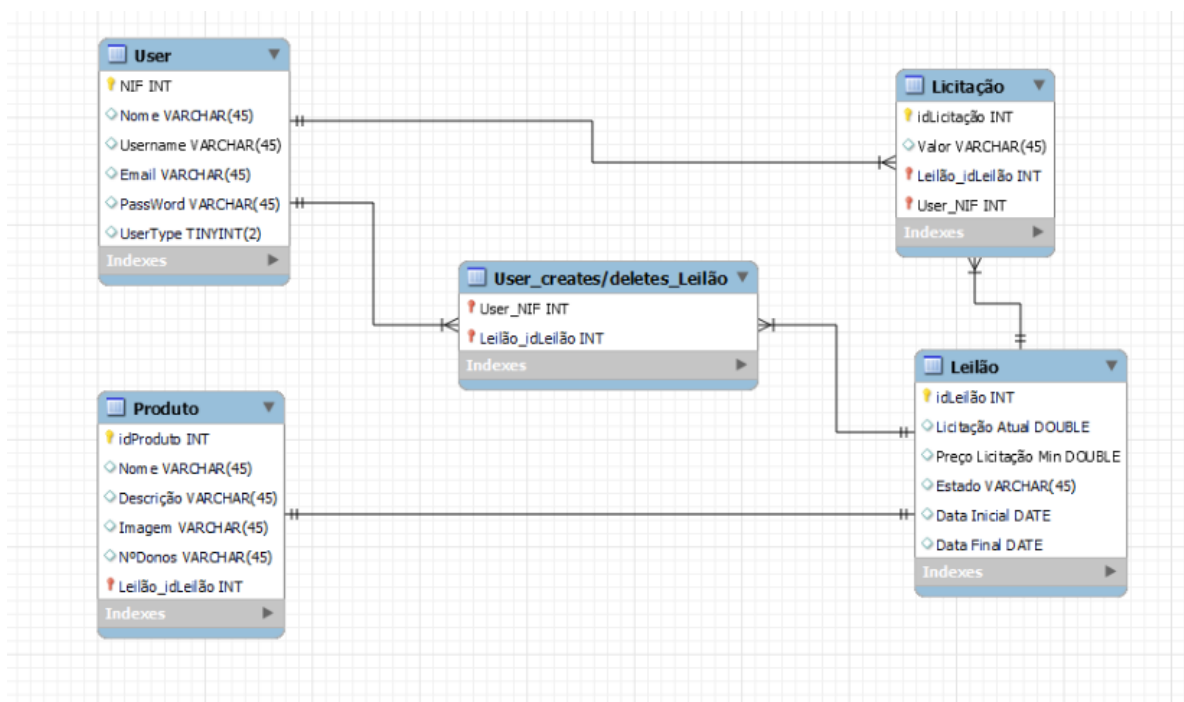 User
NIF INT
Nome VARCHAR(45)
Username VARCHAR(45)
Email VARCHAR(45)
PassWord VARCHAR(45)
UserType TINYINT(2)
Indexes
Licitação
idLicitação INT
Valor VARCHAR(45)
Leilão_idLeilão INT
User_NIF INT
Indexes
User_creates/deletes_Leilão
User_NIF INT
Leilão_idLeilão INT
Indexes
Produto
idProduto INT
Nome VARCHAR(45)
Descrição VARCHAR(45)
Imagem VARCHAR(45)
NºDonos VARCHAR(45)
Leilão_idLeilão INT
Indexes
Leilão
idLeilão INT
Licitação Atual DOUBLE
Preço Licitação Min DOUBLE
Estado VARCHAR(45)
Data Inicial DATE
Data Final DATE
Indexes